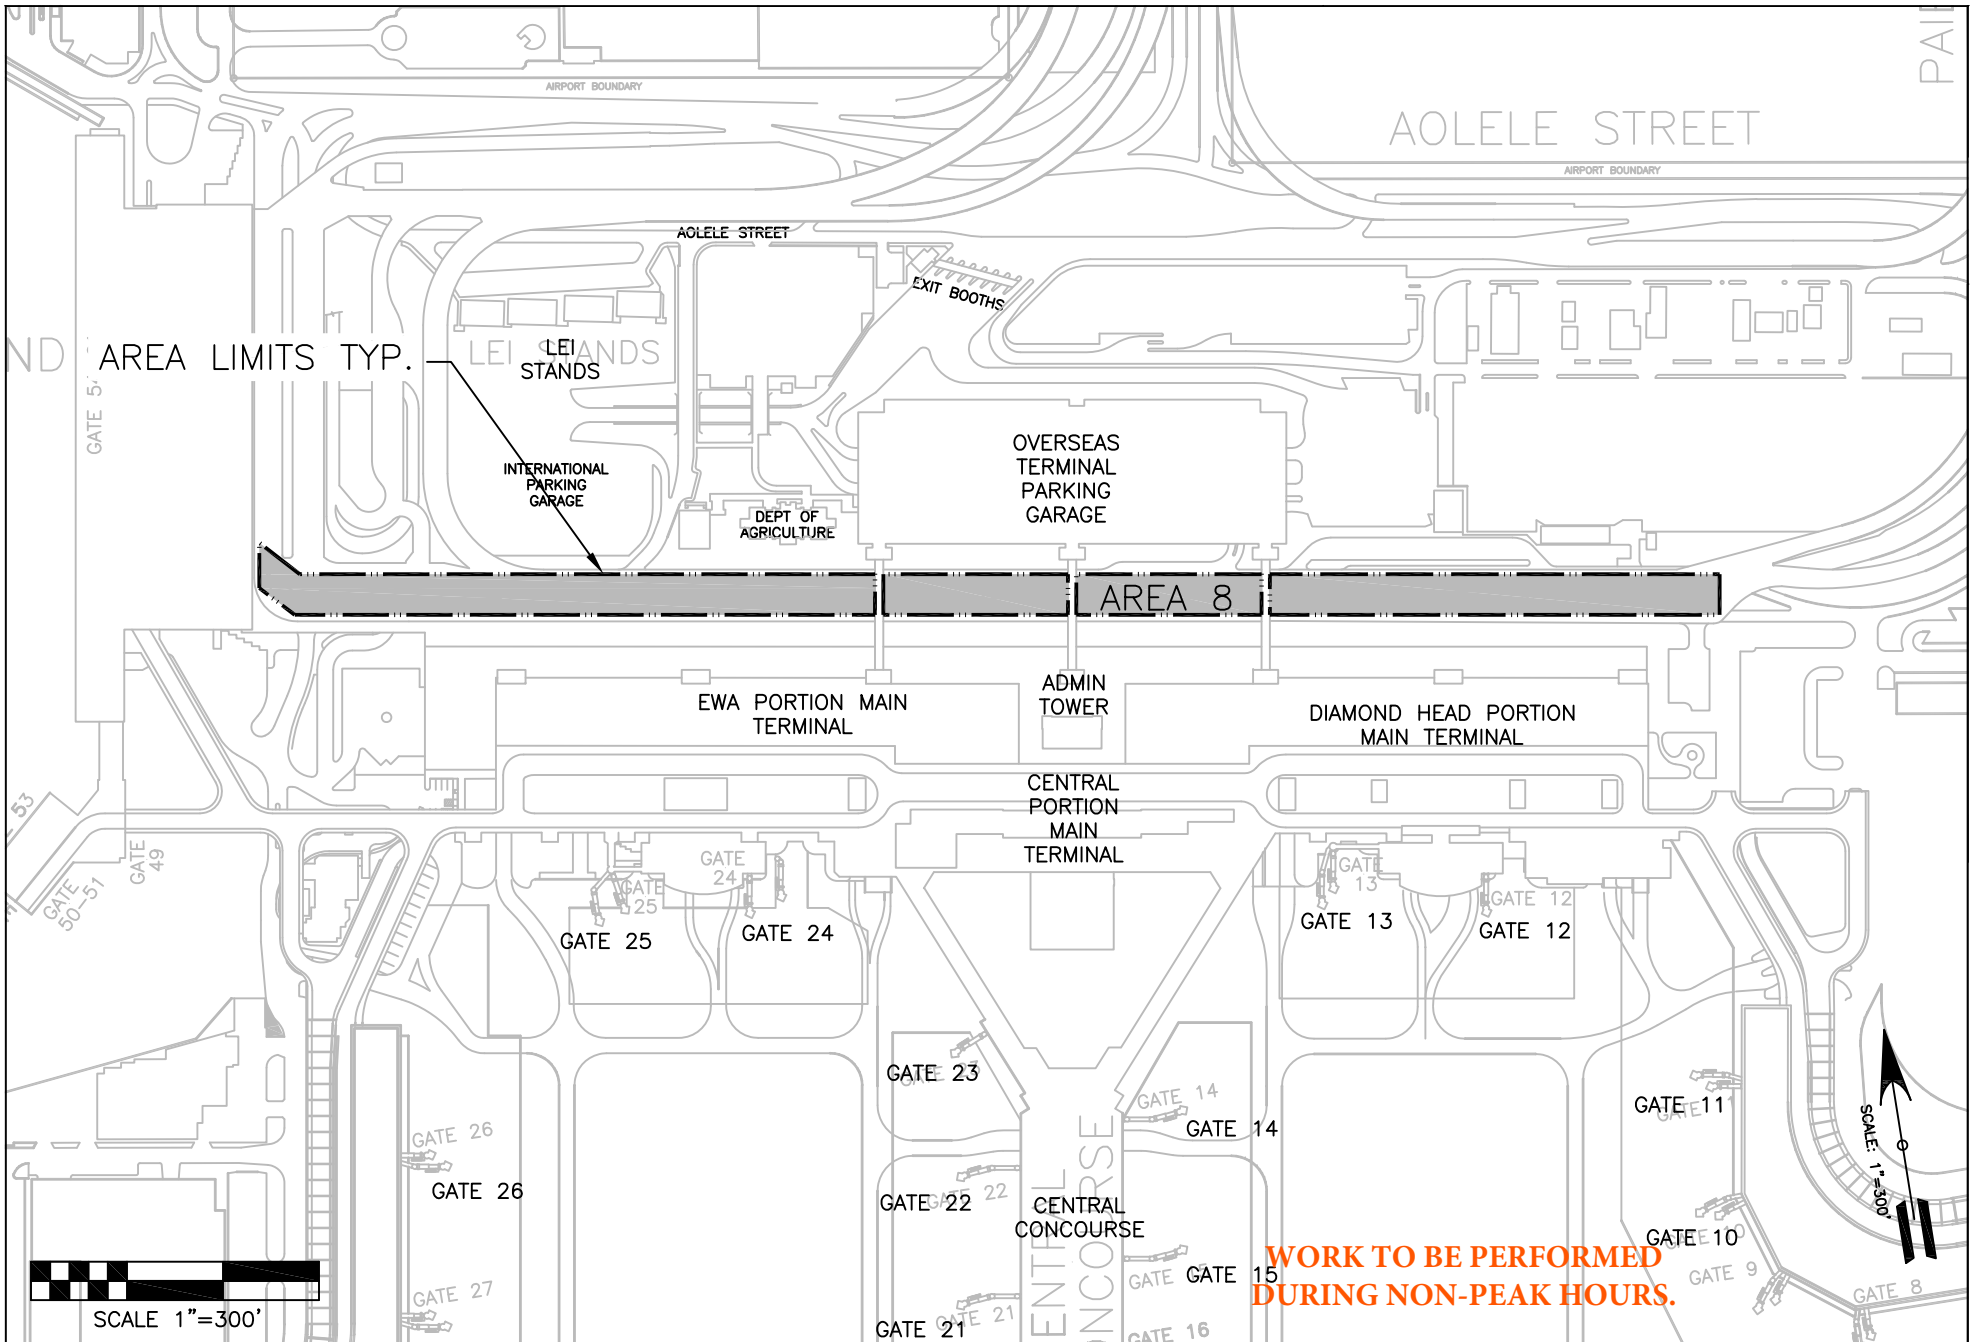 AIRPORT BOUNDARY
AOLELE STREET
AIRPORT BOUNDARY
AOLELE STREET
EXIT BOOTHS
AREA LIMITS TYP.
LEI STANDS
LEI
STANDS
INTERNATIONAL
PARKING
GARAGE
DEPT OF
AGRICULTURE
OVERSEAS
TERMINAL
PARKING
GARAGE
AREA 8
EWA PORTION MAIN
TERMINAL
ADMIN
TOWER
DIAMOND HEAD PORTION
MAIN TERMINAL
CENTRAL
PORTION
MAIN
TERMINAL
53
GATE
49
GATE
50-51
GATE
24
GATE
25
GATE 25
GATE 24
GATE
13
GATE 13
GATE 12
GATE 12
GATE 23
GATE 14
GATE 14
GATE 11
GATE 26
GATE 26
GATE 22
GATE 22
CENTRAL
CONCOURSE
GATE 15
GATE 10
GATE 9
GATE 8
GATE 27
GATE 21
GATE 21
GATE 16
SCALE: 1"=300'
SCALE 1"=300'
WORK TO BE PERFORMED
DURING NON-PEAK HOURS.